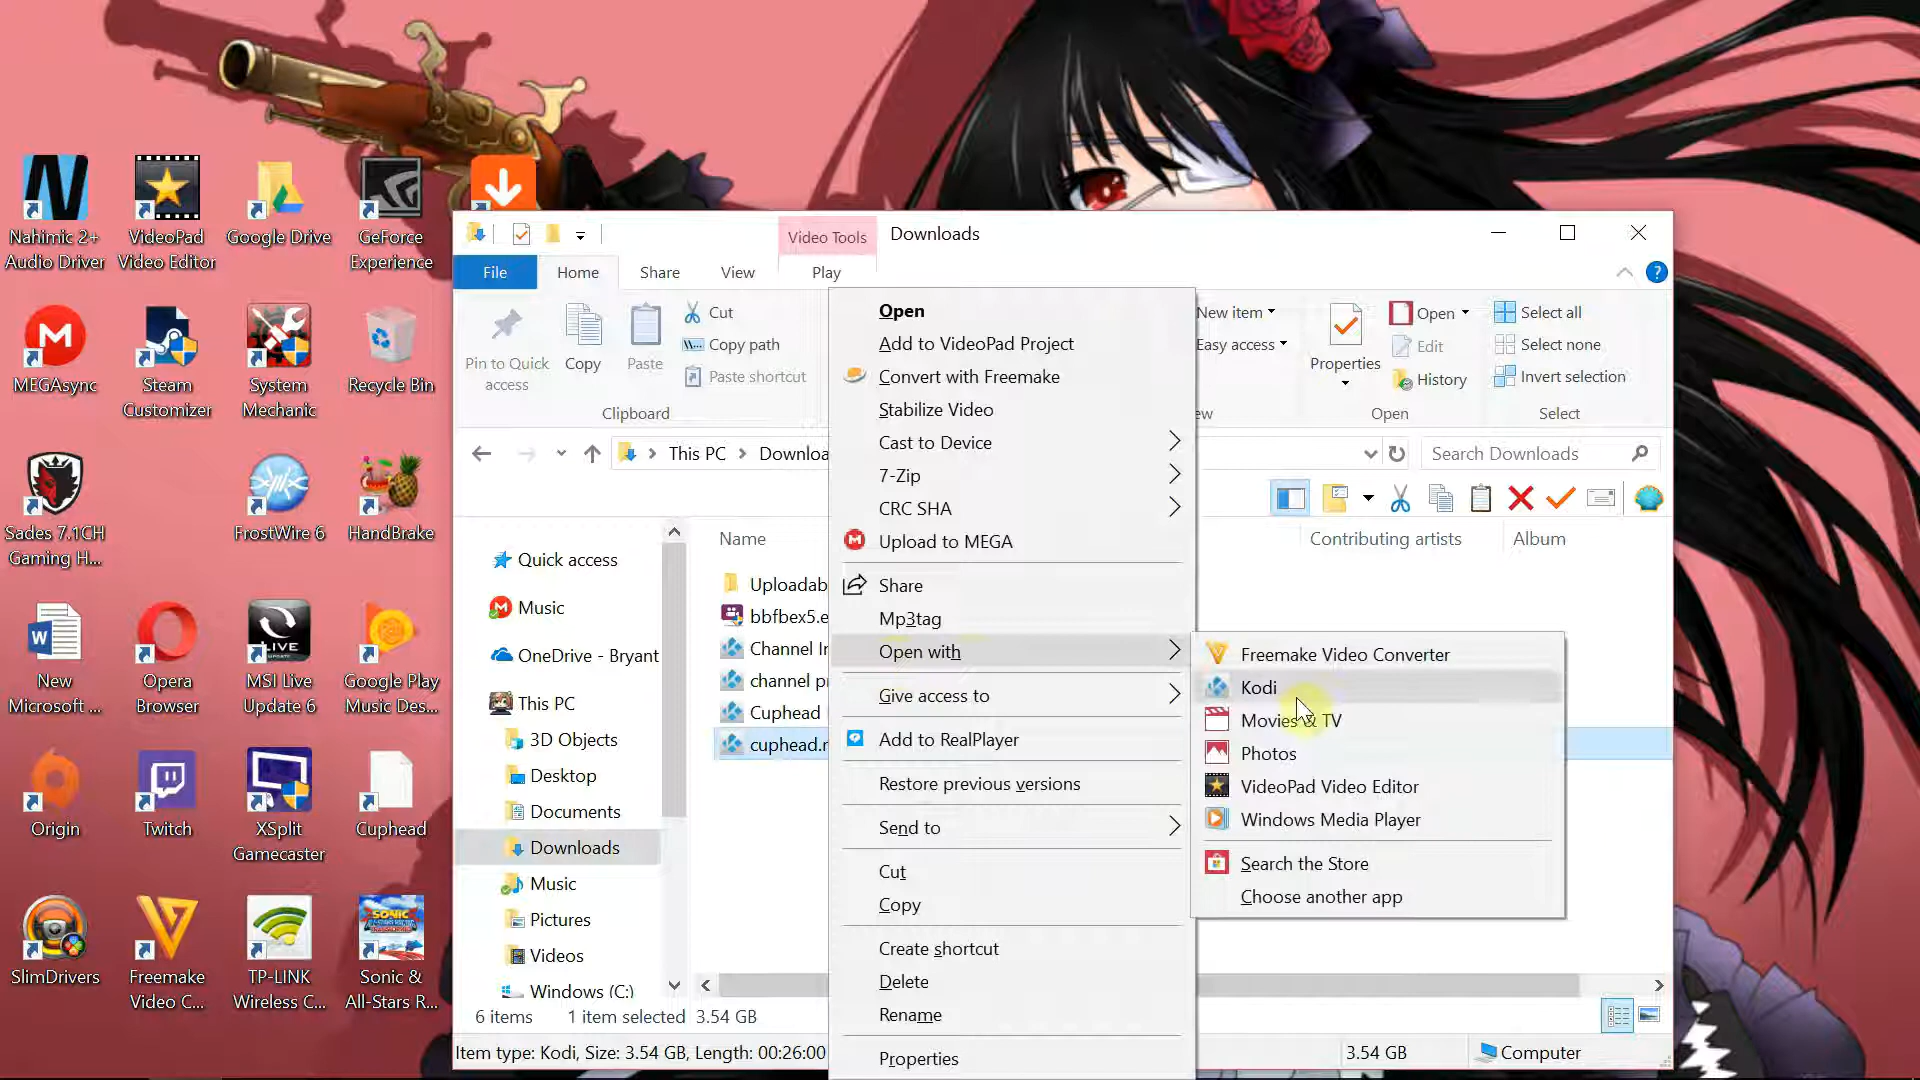 Nahimic 2+
Audio Driver
VideoPad
Video Editor
Google Drive
GeForce
Experience
MEGAsync
Steam
Customizer
System
Mechanic
Recycle Bin
Sades 7.1CH
Gaming H...
FrostWire 6
HandBrake
New
Microsoft ...
Opera
Browser
MSI Live
Update 6
Google Play
Music Des...
Origin
Twitch
XSplit
Gamecaster
Cuphead
SlimDrivers
Freemake
Video C...
TP-LINK
Wireless C...
Sonic &
All-Stars R...
Video Tools
Downloads
File
Home
Share
View
Play
Pin to Quick
access
Copy
Paste
Cut
Copy path
Paste shortcut
Clipboard
New item
Easy access
ew
Properties
Open
Edit
History
Open
Select all
Select none
Invert selection
Select
This PC
Downloa
Search Downloads
Name
Contributing artists
Album
Quick access
Music
OneDrive - Bryant
This PC
3D Objects
Desktop
Documents
Downloads
Music
Pictures
Videos
Windows (C:)
Uploadab
bbfbex5.e
Channel In
channel p
Cuphead
cuphead.
Open
Add to VideoPad Project
Convert with Freemake
Stabilize Video
Cast to Device
7-Zip
CRC SHA
Upload to MEGA
Share
Mp3tag
Open with
Give access to
Add to RealPlayer
Restore previous versions
Send to
Cut
Copy
Create shortcut
Delete
Rename
Properties
Freemake Video Converter
Kodi
Movies & TV
Photos
VideoPad Video Editor
Windows Media Player
Search the Store
Choose another app
6 items
1 item selected
3.54 GB
Item type: Kodi, Size: 3.54 GB, Length: 00:26:00
3.54 GB
Computer